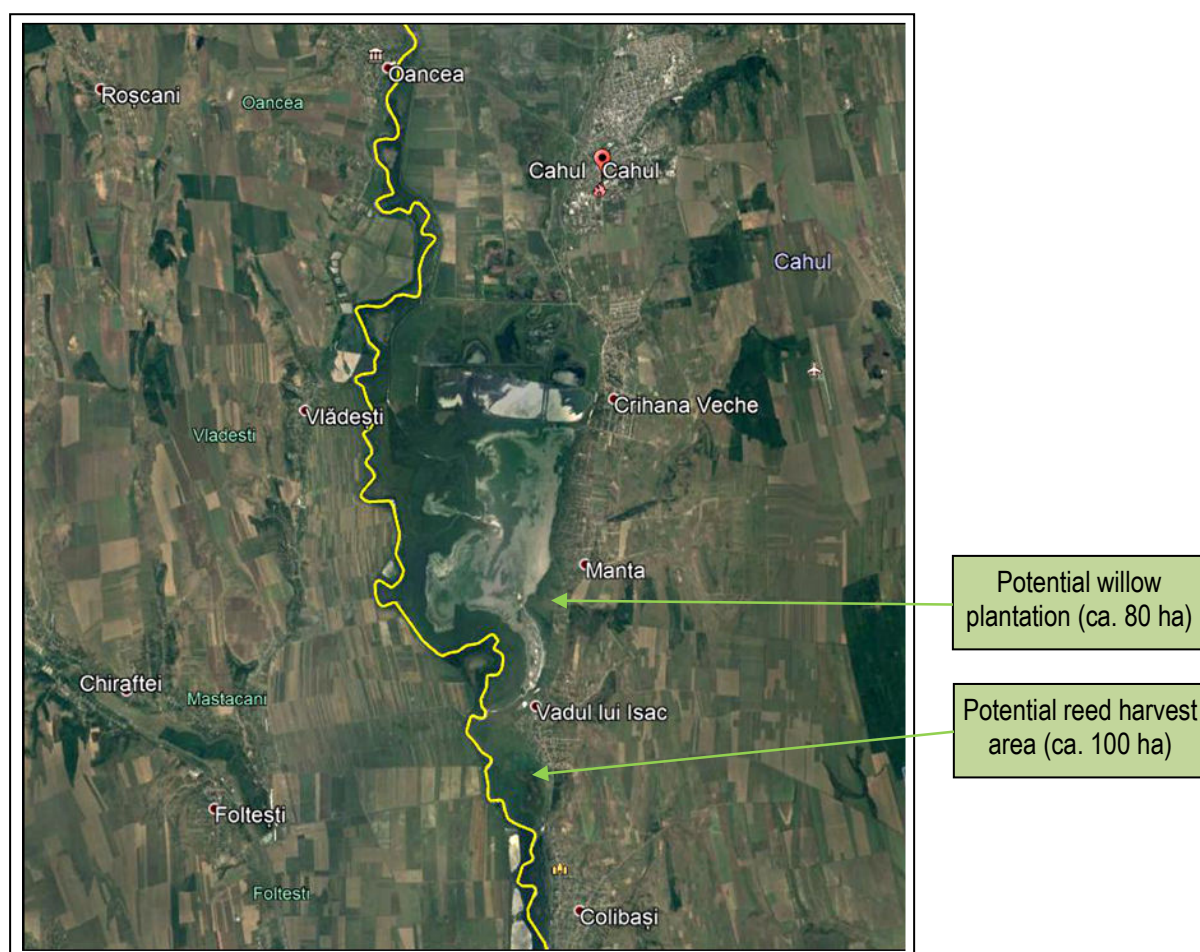 Oancea
Roșcani
Oancea
Cahul Cahul
Cahul
Crihana Veche
Vlădești
Vladesti
Manta
Potential willow
plantation (ca. 80 ha)
Chiraftei
Mastacani
Vadul lui Isac
Potential reed harvest
area (ca. 100 ha)
Foltești
Foltesti
Colibași